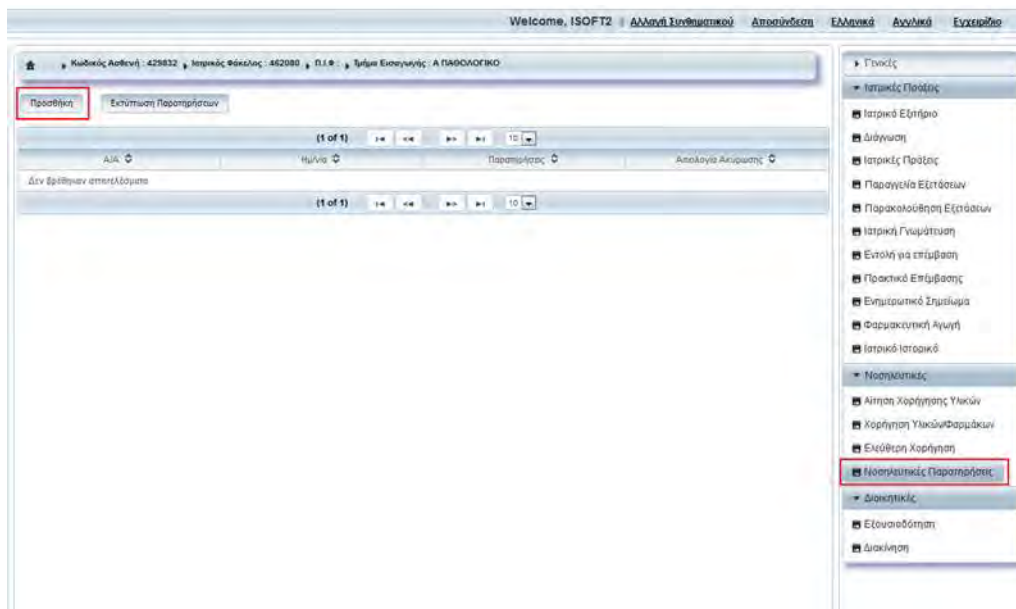 Welcome, ISOFT2 | Αλλαγή Συνθηματικού Αποσύνδεση Ελληνικά Αγγλικά Εγχειρίδιο
Κωδικός Ασθενή : 429832 Ιατρικός Φάκελος : 462080 Π.Ι.Φ : Τμήμα Εισαγωγής : Α ΠΑΘΟΛΟΓΙΚΟ
Προσθήκη Εκτύπωση Παρατηρήσεων
(1 of 1) 10
Α/Α Ημ/νία Παρατηρήσεις Αιτιολογία Ακύρωσης
Δεν βρέθηκαν αποτελέσματα
(1 of 1) 10
Γενικές
Ιατρικές Πράξεις
Ιατρικό Εξιτήριο
Διάγνωση
Ιατρικές Πράξεις
Παραγγελία Εξετάσεων
Παρακολούθηση Εξετάσεων
Ιατρική Γνωμάτευση
Εντολή για επέμβαση
Πρακτικό Επέμβασης
Ενημερωτικό Σημείωμα
Φαρμακευτική Αγωγή
Ιατρικό Ιστορικό
Νοσηλευτικές
Αίτηση Χορήγησης Υλικών
Χορήγηση Υλικών/Φαρμάκων
Ελεύθερη Χορήγηση
Νοσηλευτικές Παρατηρήσεις
Διοικητικές
Εξουσιοδότηση
Διακίνηση